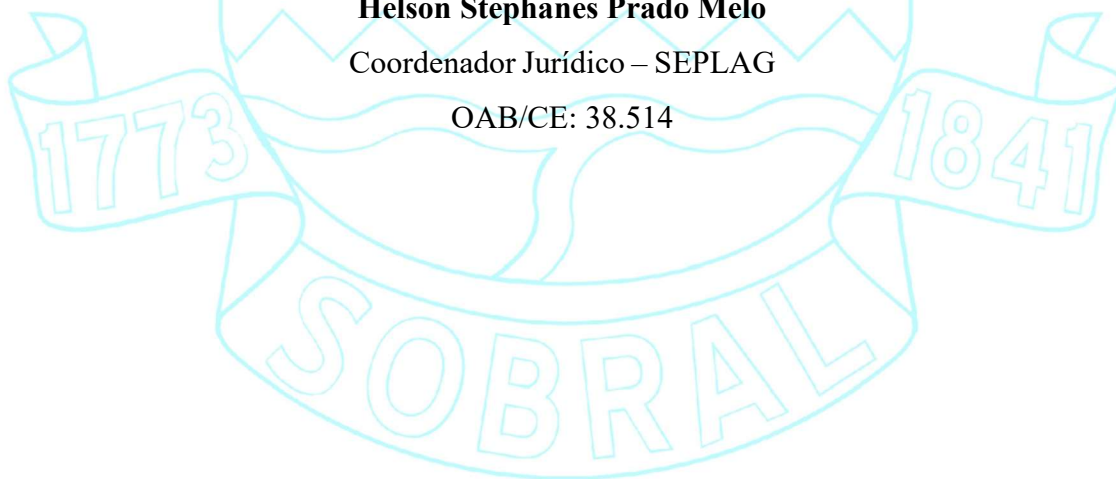 Helson Stephanes Prado Melo
Coordenador Jurídico – SEPLAG
OAB/CE: 38.514
1773
1841
SOBRAL